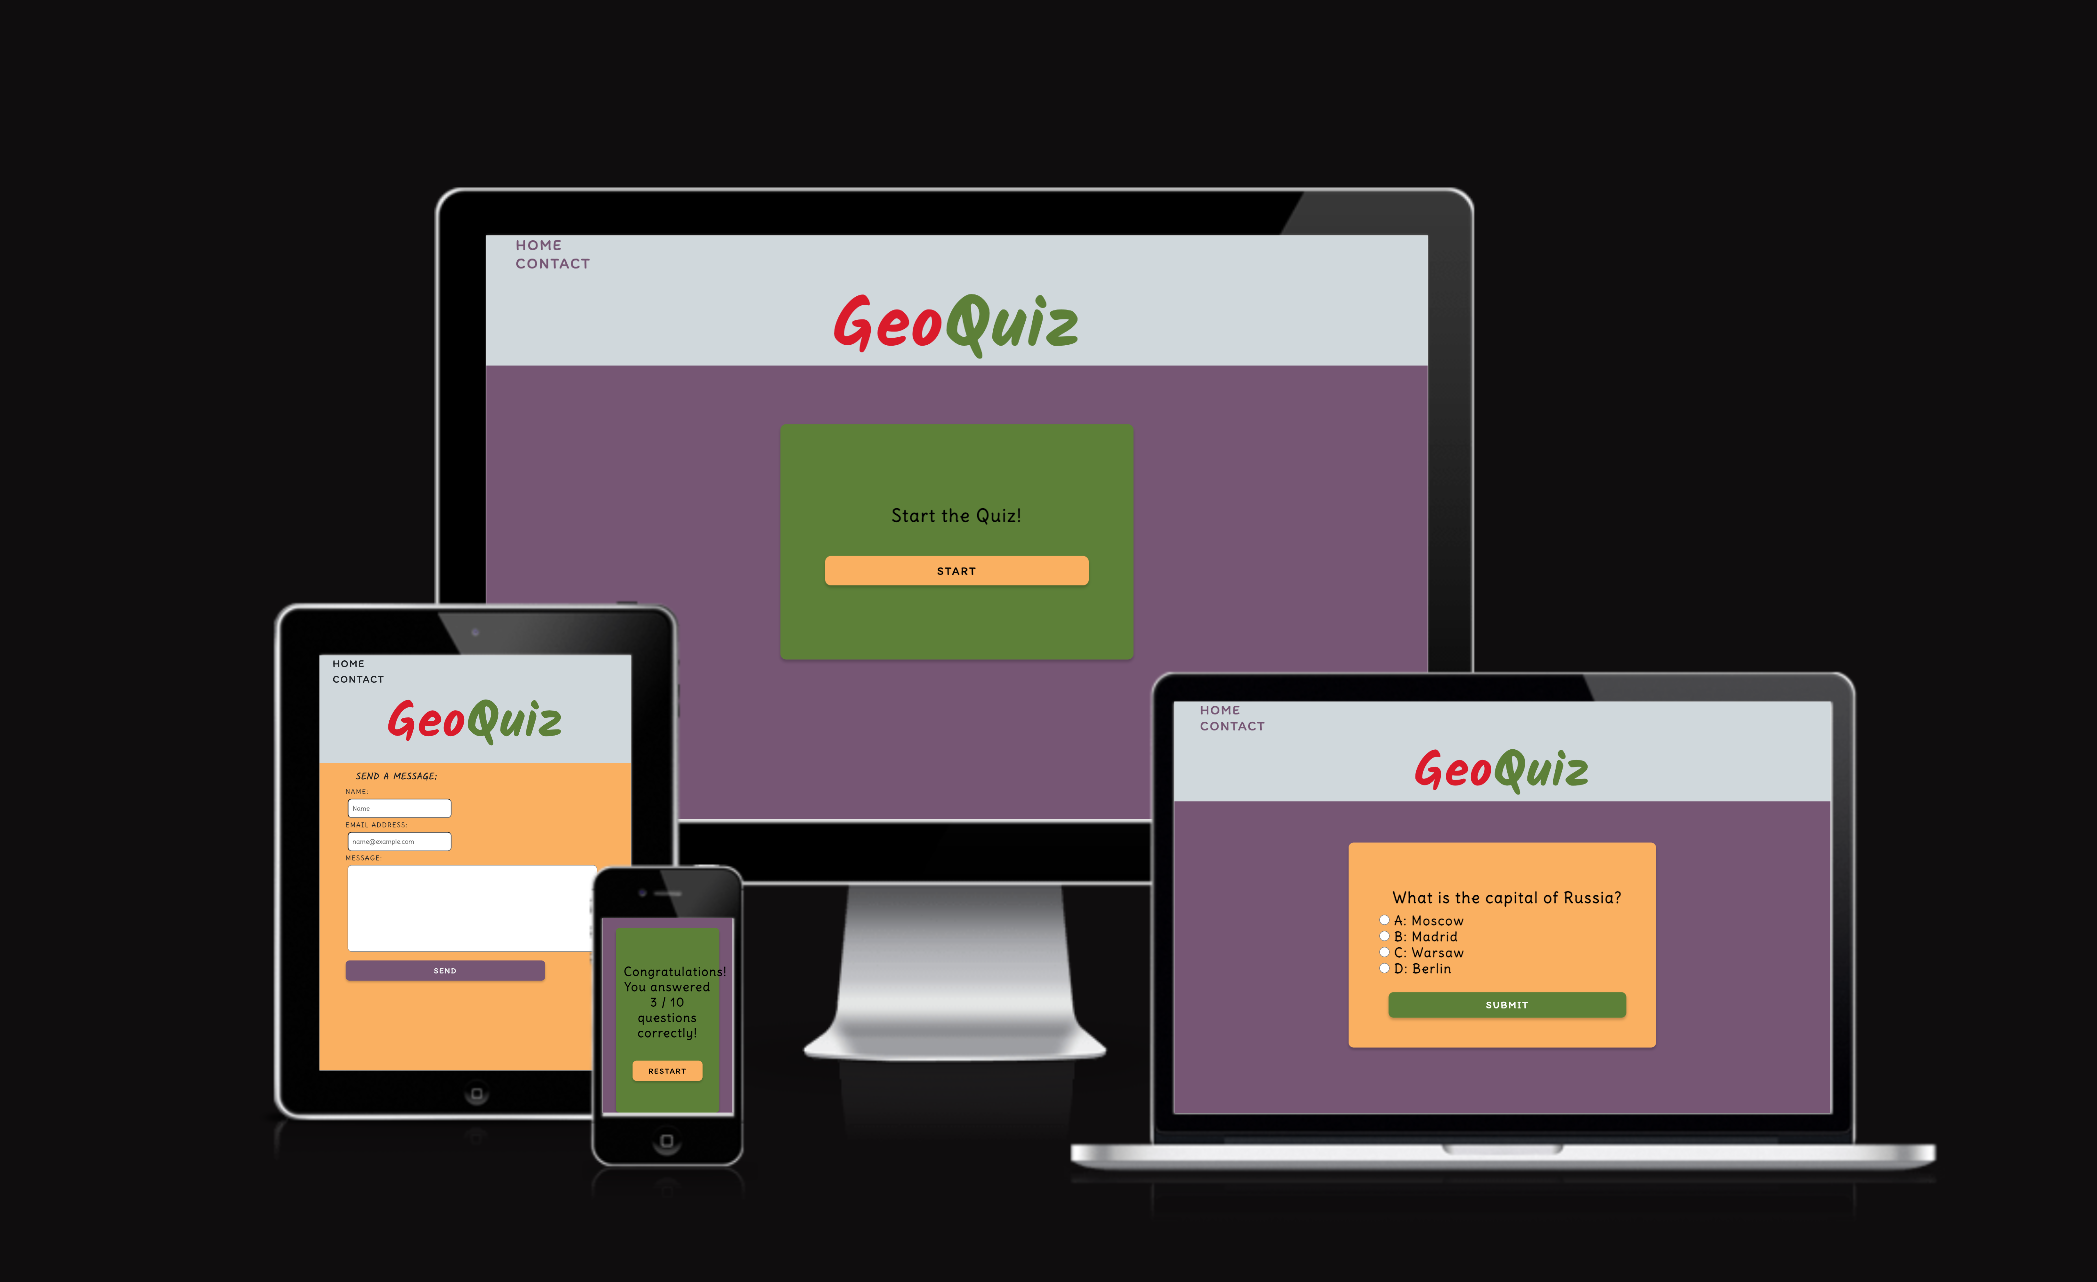 HOME
CONTACT
GeoQuiz
Start the Quiz!
START
HOME
CONTACT
GeoQuiz
SEND A MESSAGE:
NAME:
Name
EMAIL ADDRESS:
name@example.com
MESSAGE:
SEND
Congratulations!
You answered
3 / 10
questions
correctly!
RESTART
HOME
CONTACT
GeoQuiz
What is the capital of Russia?
A: Moscow
B: Madrid
C: Warsaw
D: Berlin
SUBMIT